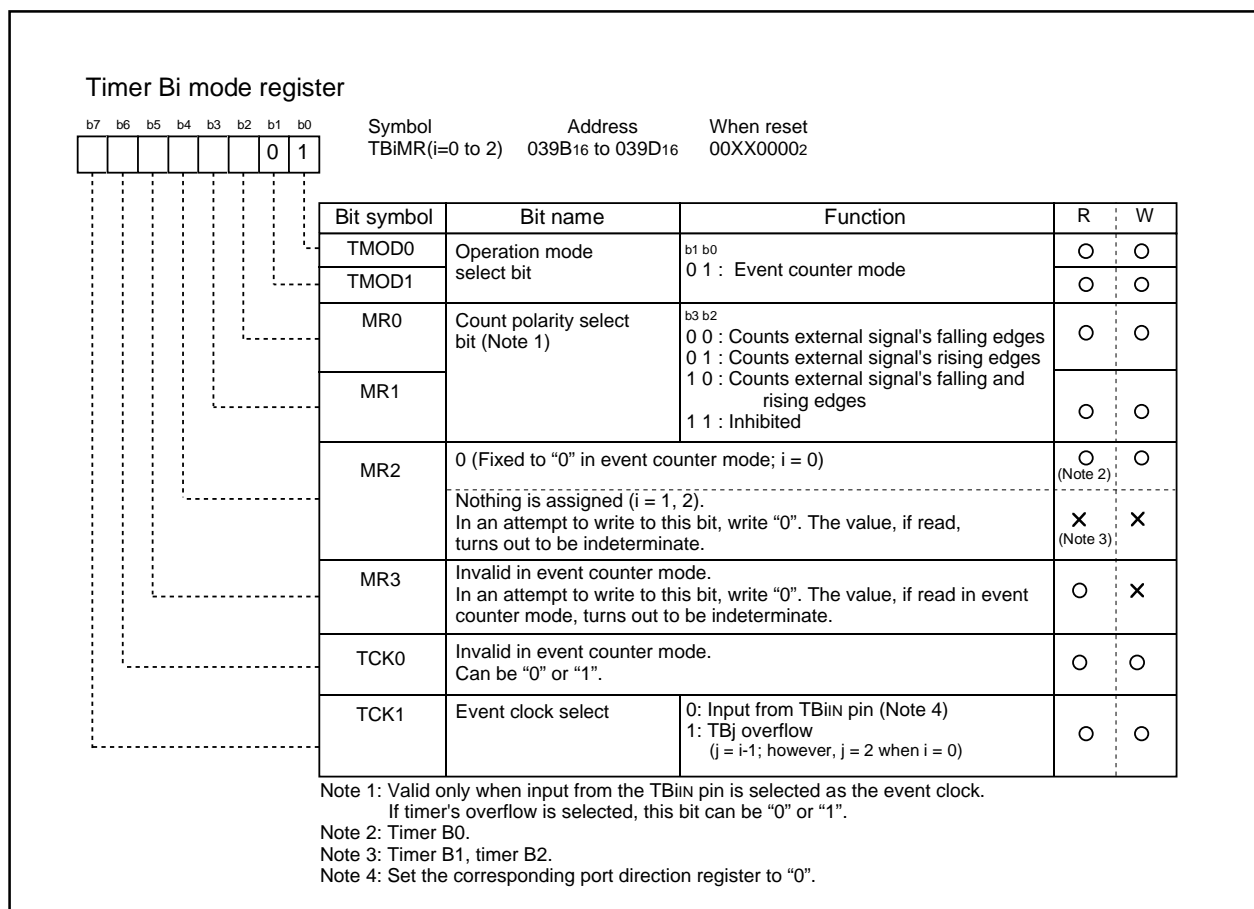 Timer Bi mode register
b7 b6 b5 b4 b3 b2 b1 b0
0 1
Symbol Address When reset
TBiMR(i=0 to 2) 039B16 to 039D16 00XX00002
Bit symbol Bit name Function R W
TMOD0
TMOD1
Operation mode
select bit
b1 b0
0 1 : Event counter mode
MR0
MR1
Count polarity select
bit (Note 1)
b3 b2
0 0 : Counts external signal's falling edges
0 1 : Counts external signal's rising edges
1 0 : Counts external signal's falling and
rising edges
1 1 : Inhibited
MR2
0 (Fixed to “0” in event counter mode; i = 0)
(Note 2)
Nothing is assigned (i = 1, 2).
In an attempt to write to this bit, write “0”. The value, if read,
turns out to be indeterminate.
(Note 3)
MR3
Invalid in event counter mode.
In an attempt to write to this bit, write “0”. The value, if read in event
counter mode, turns out to be indeterminate.
TCK0
Invalid in event counter mode.
Can be “0” or “1”.
TCK1
Event clock select
0: Input from TBiIN pin (Note 4)
1: TBj overflow
(j = i-1; however, j = 2 when i = 0)
Note 1: Valid only when input from the TBiIN pin is selected as the event clock.
If timer's overflow is selected, this bit can be “0” or “1”.
Note 2: Timer B0.
Note 3: Timer B1, timer B2.
Note 4: Set the corresponding port direction register to “0”.